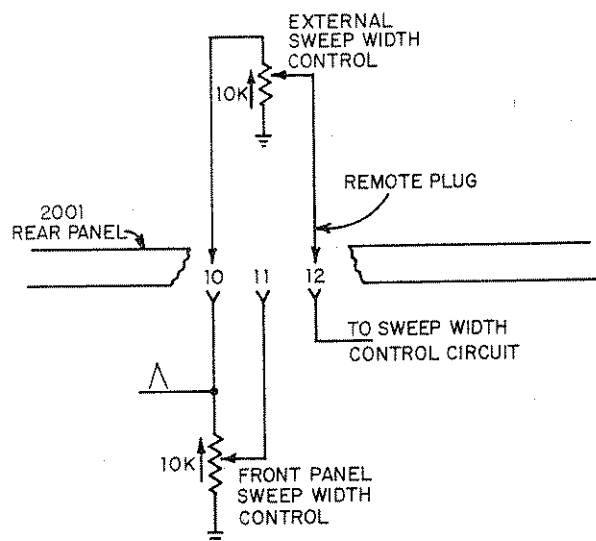 EXTERNAL
SWEEP WIDTH
CONTROL
10K
REMOTE PLUG
2001
REAR PANEL
10 11 12
TO SWEEP WIDTH
CONTROL CIRCUIT
10K
FRONT PANEL
SWEEP WIDTH
CONTROL